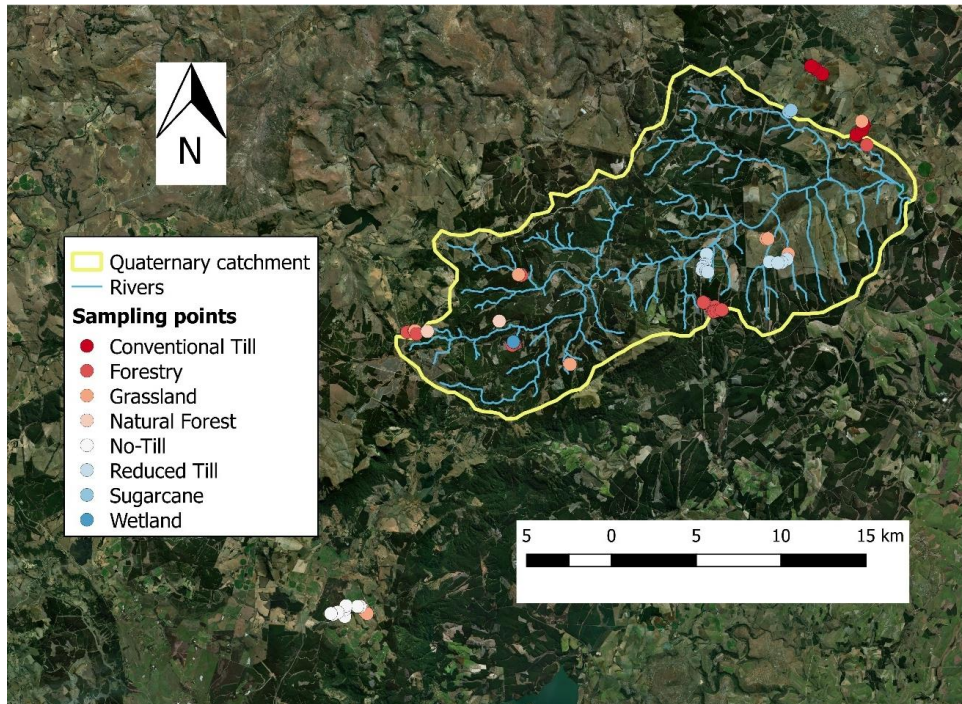 N
Quaternary catchment
Rivers
Sampling points
Conventional Till
Forestry
Grassland
Natural Forest
No-Till
Reduced Till
Sugarcane
Wetland
5 0 5 10 15 km